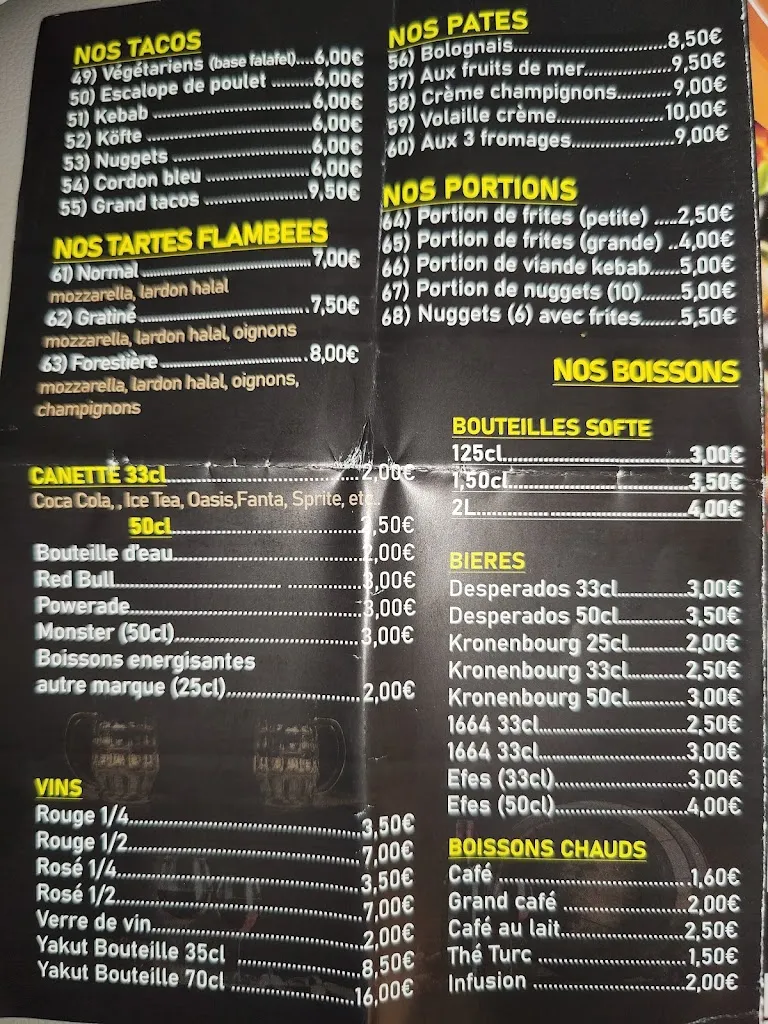 NOS TACOS
49) Végétariens (base falafel)....6,00€
50) Escalope de poulet ......6,00€
51) Kebab ......6,00€
52) Köfte ......6,00€
53) Nuggets ......6,00€
54) Cordon bleu ......6,00€
55) Grand tacos ......9,50€
NOS TARTES FLAMBEES
61) Normal ......7,00€
mozzarella, lardon halal
62) Gratiné ......7,50€
mozzarella, lardon halal, oignons
63) Forestière ......8,00€
mozzarella, lardon halal, oignons,
champignons
NOS PATES
56) Bolognais......8,50€
57) Aux fruits de mer......9,50€
58) Crème champignons......9,00€
59) Volaille crème......10,00€
60) Aux 3 fromages......9,00€
NOS PORTIONS
64) Portion de frites (petite) .....2,50€
65) Portion de frites (grande) ..4,00€
66) Portion de viande kebab......5,00€
67) Portion de nuggets (10)......5,00€
68) Nuggets (6) avec frites........5,50€
NOS BOISSONS
CANETTE 33cl......2,00€
Coca Cola, , Ice Tea, Oasis,Fanta, Sprite, etc..
50cl......2,50€
Bouteille d'eau......2,00€
Red Bull......3,00€
Powerade......3,00€
Monster (50cl)......3,00€
Boissons energisantes
autre marque (25cl)......2,00€
VINS
Rouge 1/4......3,50€
Rouge 1/2......7,00€
Rosé 1/4......3,50€
Rosé 1/2......7,00€
Verre de vin......2,00€
Yakut Bouteille 35cl ......8,50€
Yakut Bouteille 70cl ......16,00€
BOUTEILLES SOFTE
125cl......3,00€
1,50cl......3,50€
2L......4,00€
BIERES
Desperados 33cl......3,00€
Desperados 50cl......3,50€
Kronenbourg 25cl......2,00€
Kronenbourg 33cl......2,50€
Kronenbourg 50cl......3,00€
1664 33cl......2,50€
1664 33cl......3,00€
Efes (33cl)......3,00€
Efes (50cl)......4,00€
BOISSONS CHAUDS
Café ......1,60€
Grand café ......2,00€
Café au lait......2,50€
Thé Turc ......1,50€
Infusion ......2,00€